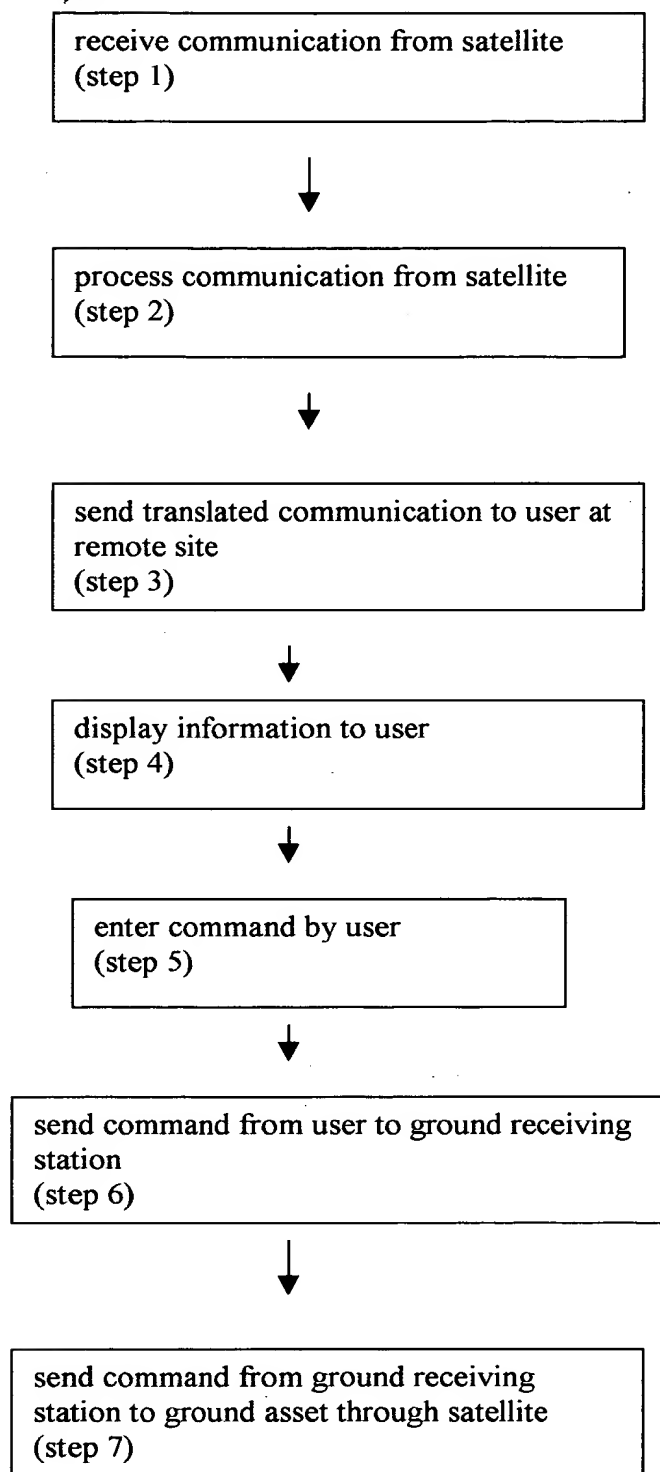 receive communication from satellite
(step 1)
process communication from satellite
(step 2)
send translated communication to user at
remote site
(step 3)
display information to user
(step 4)
enter command by user
(step 5)
send command from user to ground receiving
station
(step 6)
send command from ground receiving
station to ground asset through satellite
(step 7)